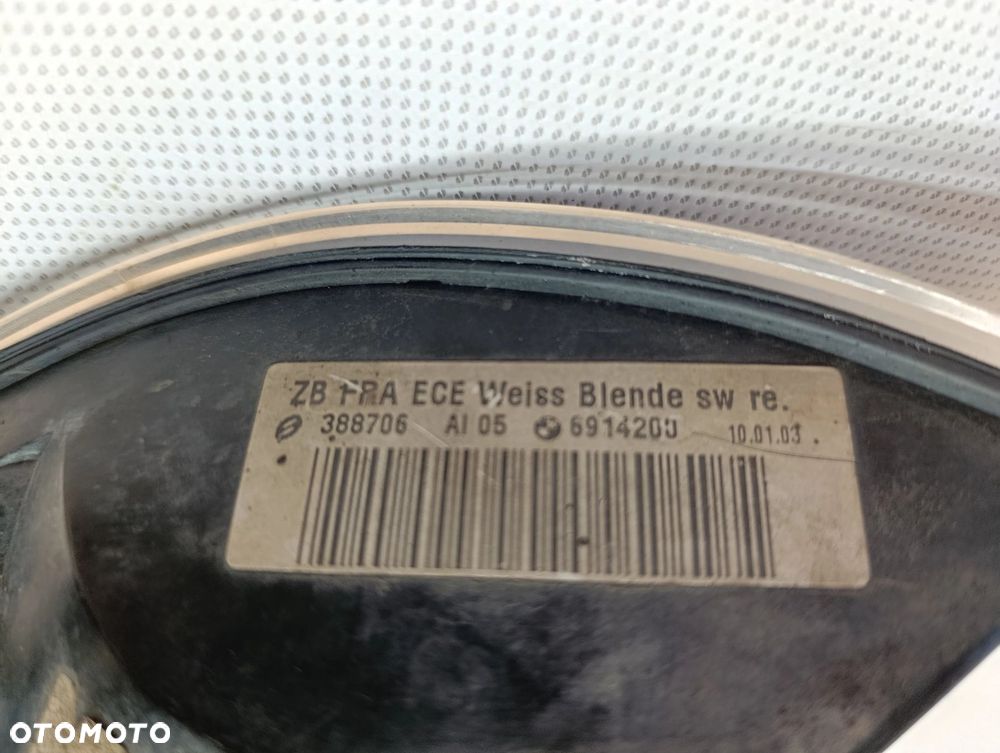 ZB FRA ECE Weiss Blende sw re.
388706 AI 05 6914200 10.01.03
OTOMOTO